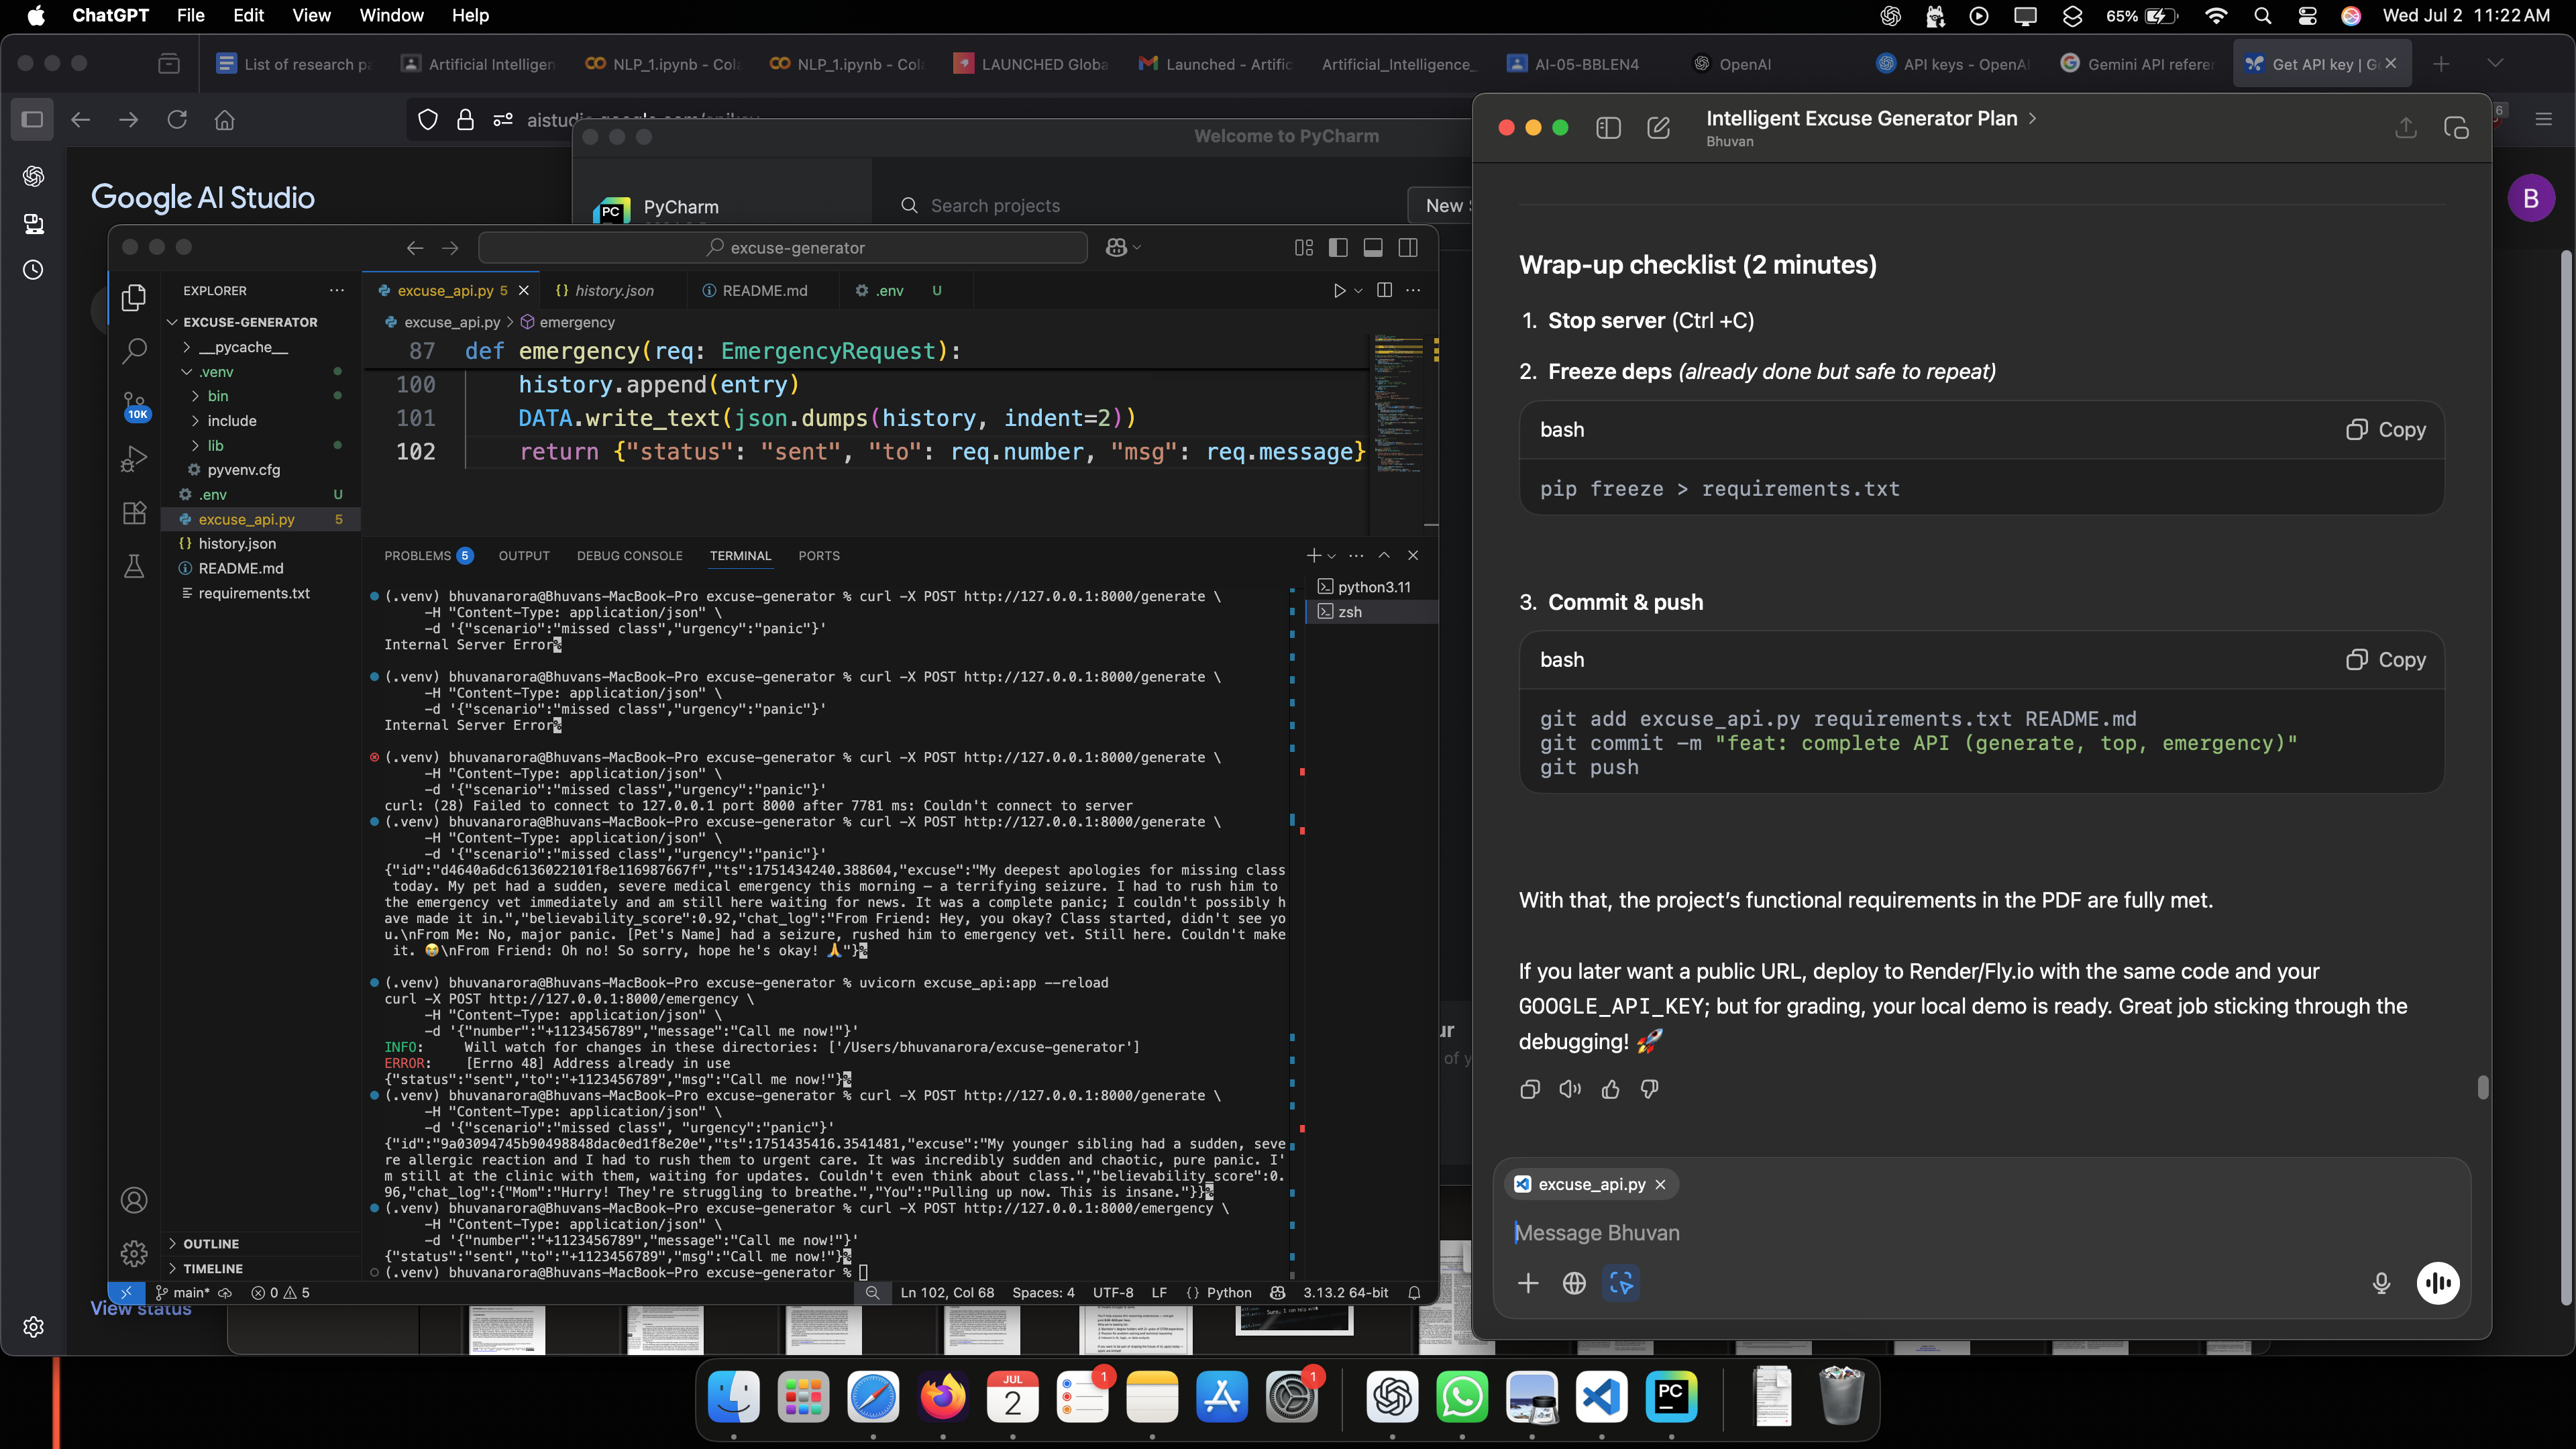 ChatGPT File Edit View Window Help
65% Wed Jul 2 11:22 AM
List of research pa
Artificial Intelligen
NLP_1.ipynb - Col
NLP_1.ipynb - Col
LAUNCHED Globa
Launched - Artific
Artificial_Intelligence_
AI-05-BBLEN4
OpenAI
API keys - OpenAI
Gemini API referen
Get API key | G
Google AI Studio
View status
B
6
Welcome to PyCharm
PC PyCharm
Search projects
New
excuse-generator
EXPLORER
EXCUSE-GENERATOR
__pycache__
.venv
bin
include
lib
pyvenv.cfg
.env U
excuse_api.py 5
history.json
README.md
requirements.txt
10K
OUTLINE
TIMELINE
excuse_api.py 5
{} history.json
README.md
.env U
excuse_api.py > emergency
87 def emergency(req: EmergencyRequest):
100 history.append(entry)
101 DATA.write_text(json.dumps(history, indent=2))
102 return {"status": "sent", "to": req.number, "msg": req.message}
PROBLEMS 5 OUTPUT DEBUG CONSOLE TERMINAL PORTS
python3.11
zsh
(.venv) bhuvanarora@Bhuvans-MacBook-Pro excuse-generator % curl -X POST http://127.0.0.1:8000/generate \
-H "Content-Type: application/json" \
-d '{"scenario":"missed class","urgency":"panic"}'
Internal Server Error%
(.venv) bhuvanarora@Bhuvans-MacBook-Pro excuse-generator % curl -X POST http://127.0.0.1:8000/generate \
-H "Content-Type: application/json" \
-d '{"scenario":"missed class","urgency":"panic"}'
Internal Server Error%
(.venv) bhuvanarora@Bhuvans-MacBook-Pro excuse-generator % curl -X POST http://127.0.0.1:8000/generate \
-H "Content-Type: application/json" \
-d '{"scenario":"missed class","urgency":"panic"}'
curl: (28) Failed to connect to 127.0.0.1 port 8000 after 7781 ms: Couldn't connect to server
(.venv) bhuvanarora@Bhuvans-MacBook-Pro excuse-generator % curl -X POST http://127.0.0.1:8000/generate \
-H "Content-Type: application/json" \
-d '{"scenario":"missed class","urgency":"panic"}'
{"id":"d4640a6dc6136022101f8e116987667f","ts":1751434240.388604,"excuse":"My deepest apologies for missing class
today. My pet had a sudden, severe medical emergency this morning — a terrifying seizure. I had to rush him to
the emergency vet immediately and am still here waiting for news. It was a complete panic; I couldn't possibly h
ave made it in.","believability_score":0.92,"chat_log":"From Friend: Hey, you okay? Class started, didn't see yo
u.\nFrom Me: No, major panic. [Pet's Name] had a seizure, rushed him to emergency vet. Still here. Couldn't make
it. 😭\nFrom Friend: Oh no! So sorry, hope he's okay! 🙏"}%
(.venv) bhuvanarora@Bhuvans-MacBook-Pro excuse-generator % uvicorn excuse_api:app --reload
curl -X POST http://127.0.0.1:8000/emergency \
-H "Content-Type: application/json" \
-d '{"number":"+1123456789","message":"Call me now!"}'
INFO: Will watch for changes in these directories: ['/Users/bhuvanarora/excuse-generator']
ERROR: [Errno 48] Address already in use
{"status":"sent","to":"+1123456789","msg":"Call me now!"}%
(.venv) bhuvanarora@Bhuvans-MacBook-Pro excuse-generator % curl -X POST http://127.0.0.1:8000/generate \
-H "Content-Type: application/json" \
-d '{"scenario":"missed class", "urgency":"panic"}'
{"id":"9a03094745b90498848dac0ed1f8e20e","ts":1751435416.3541481,"excuse":"My younger sibling had a sudden, seve
re allergic reaction and I had to rush them to urgent care. It was incredibly sudden and chaotic, pure panic. I'
m still at the clinic with them, waiting for updates. Couldn't even think about class.","believability_score":0.
96,"chat_log":{"Mom":"Hurry! They're struggling to breathe.","You":"Pulling up now. This is insane."}}%
(.venv) bhuvanarora@Bhuvans-MacBook-Pro excuse-generator % curl -X POST http://127.0.0.1:8000/emergency \
-H "Content-Type: application/json" \
-d '{"number":"+1123456789","message":"Call me now!"}'
{"status":"sent","to":"+1123456789","msg":"Call me now!"}%
(.venv) bhuvanarora@Bhuvans-MacBook-Pro excuse-generator %
main* 0 5
Ln 102, Col 68 Spaces: 4 UTF-8 LF {} Python 3.13.2 64-bit
Intelligent Excuse Generator Plan >
Bhuvan
Wrap-up checklist (2 minutes)
1. Stop server (Ctrl +C)
2. Freeze deps (already done but safe to repeat)
bash Copy
pip freeze > requirements.txt
3. Commit & push
bash Copy
git add excuse_api.py requirements.txt README.md
git commit -m "feat: complete API (generate, top, emergency)"
git push
With that, the project’s functional requirements in the PDF are fully met.
If you later want a public URL, deploy to Render/Fly.io with the same code and your
GOOGLE_API_KEY; but for grading, your local demo is ready. Great job sticking through the
debugging! 🚀
excuse_api.py
Message Bhuvan
JUL
2
1
1
PC